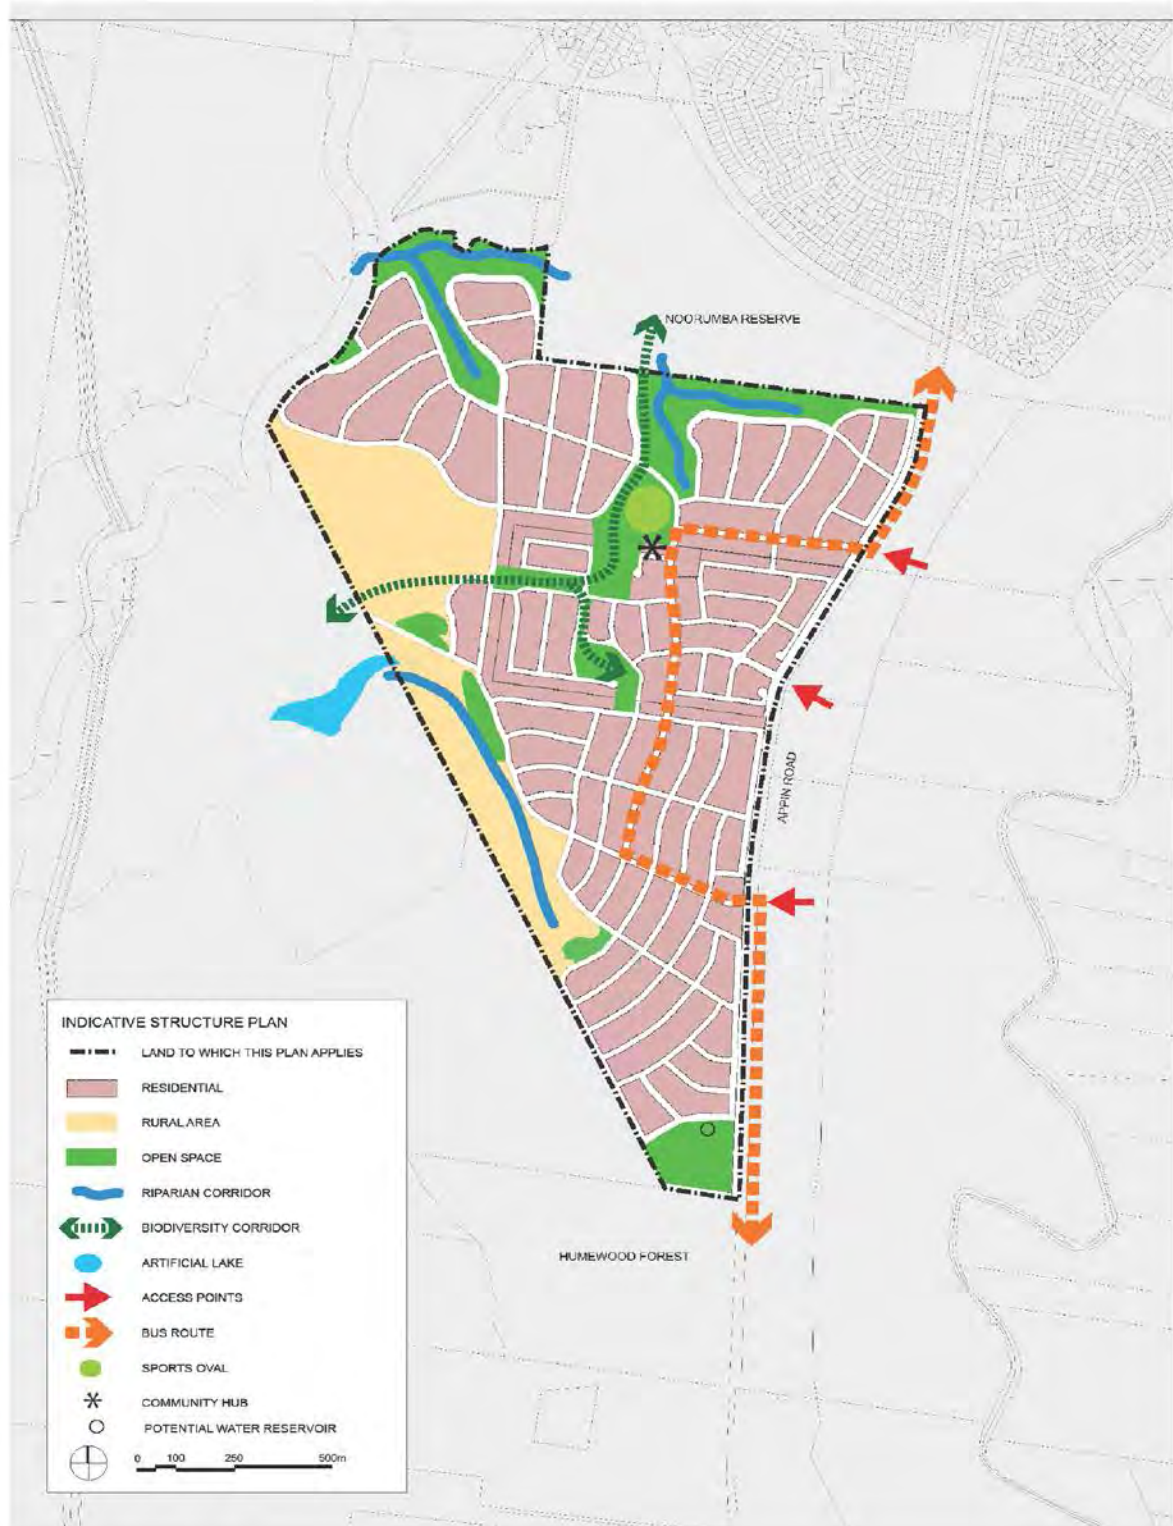 NOORUMBA RESERVE
APPIN ROAD
HUMEWOOD FOREST
INDICATIVE STRUCTURE PLAN
LAND TO WHICH THIS PLAN APPLIES
RESIDENTIAL
RURAL AREA
OPEN SPACE
RIPARIAN CORRIDOR
BIODIVERSITY CORRIDOR
ARTIFICIAL LAKE
ACCESS POINTS
BUS ROUTE
SPORTS OVAL
COMMUNITY HUB
POTENTIAL WATER RESERVOIR
0 100 250 500m